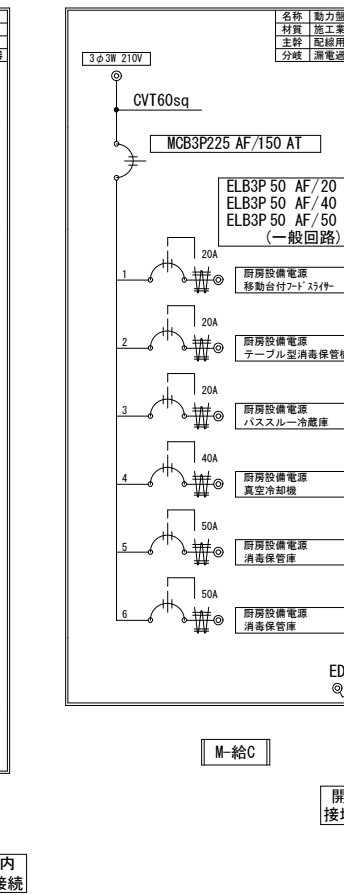 名称 動力盤
材質 施工業
主幹 配線用
分岐 漏電遮
3φ3W 210V
CVT60sq
MCB3P225 AF/150 AT
ELB3P 50 AF/20
ELB3P 50 AF/40
ELB3P 50 AF/50
(一般回路)
20A
1
厨房設備電源
移動台付フードスライサー
20A
2
厨房設備電源
テーブル型消毒保管機
20A
3
厨房設備電源
パススルー冷蔵庫
40A
4
厨房設備電源
真空冷却機
50A
5
厨房設備電源
消毒保管庫
50A
6
厨房設備電源
消毒保管庫
ED
M-給C
開
接地
内
接続